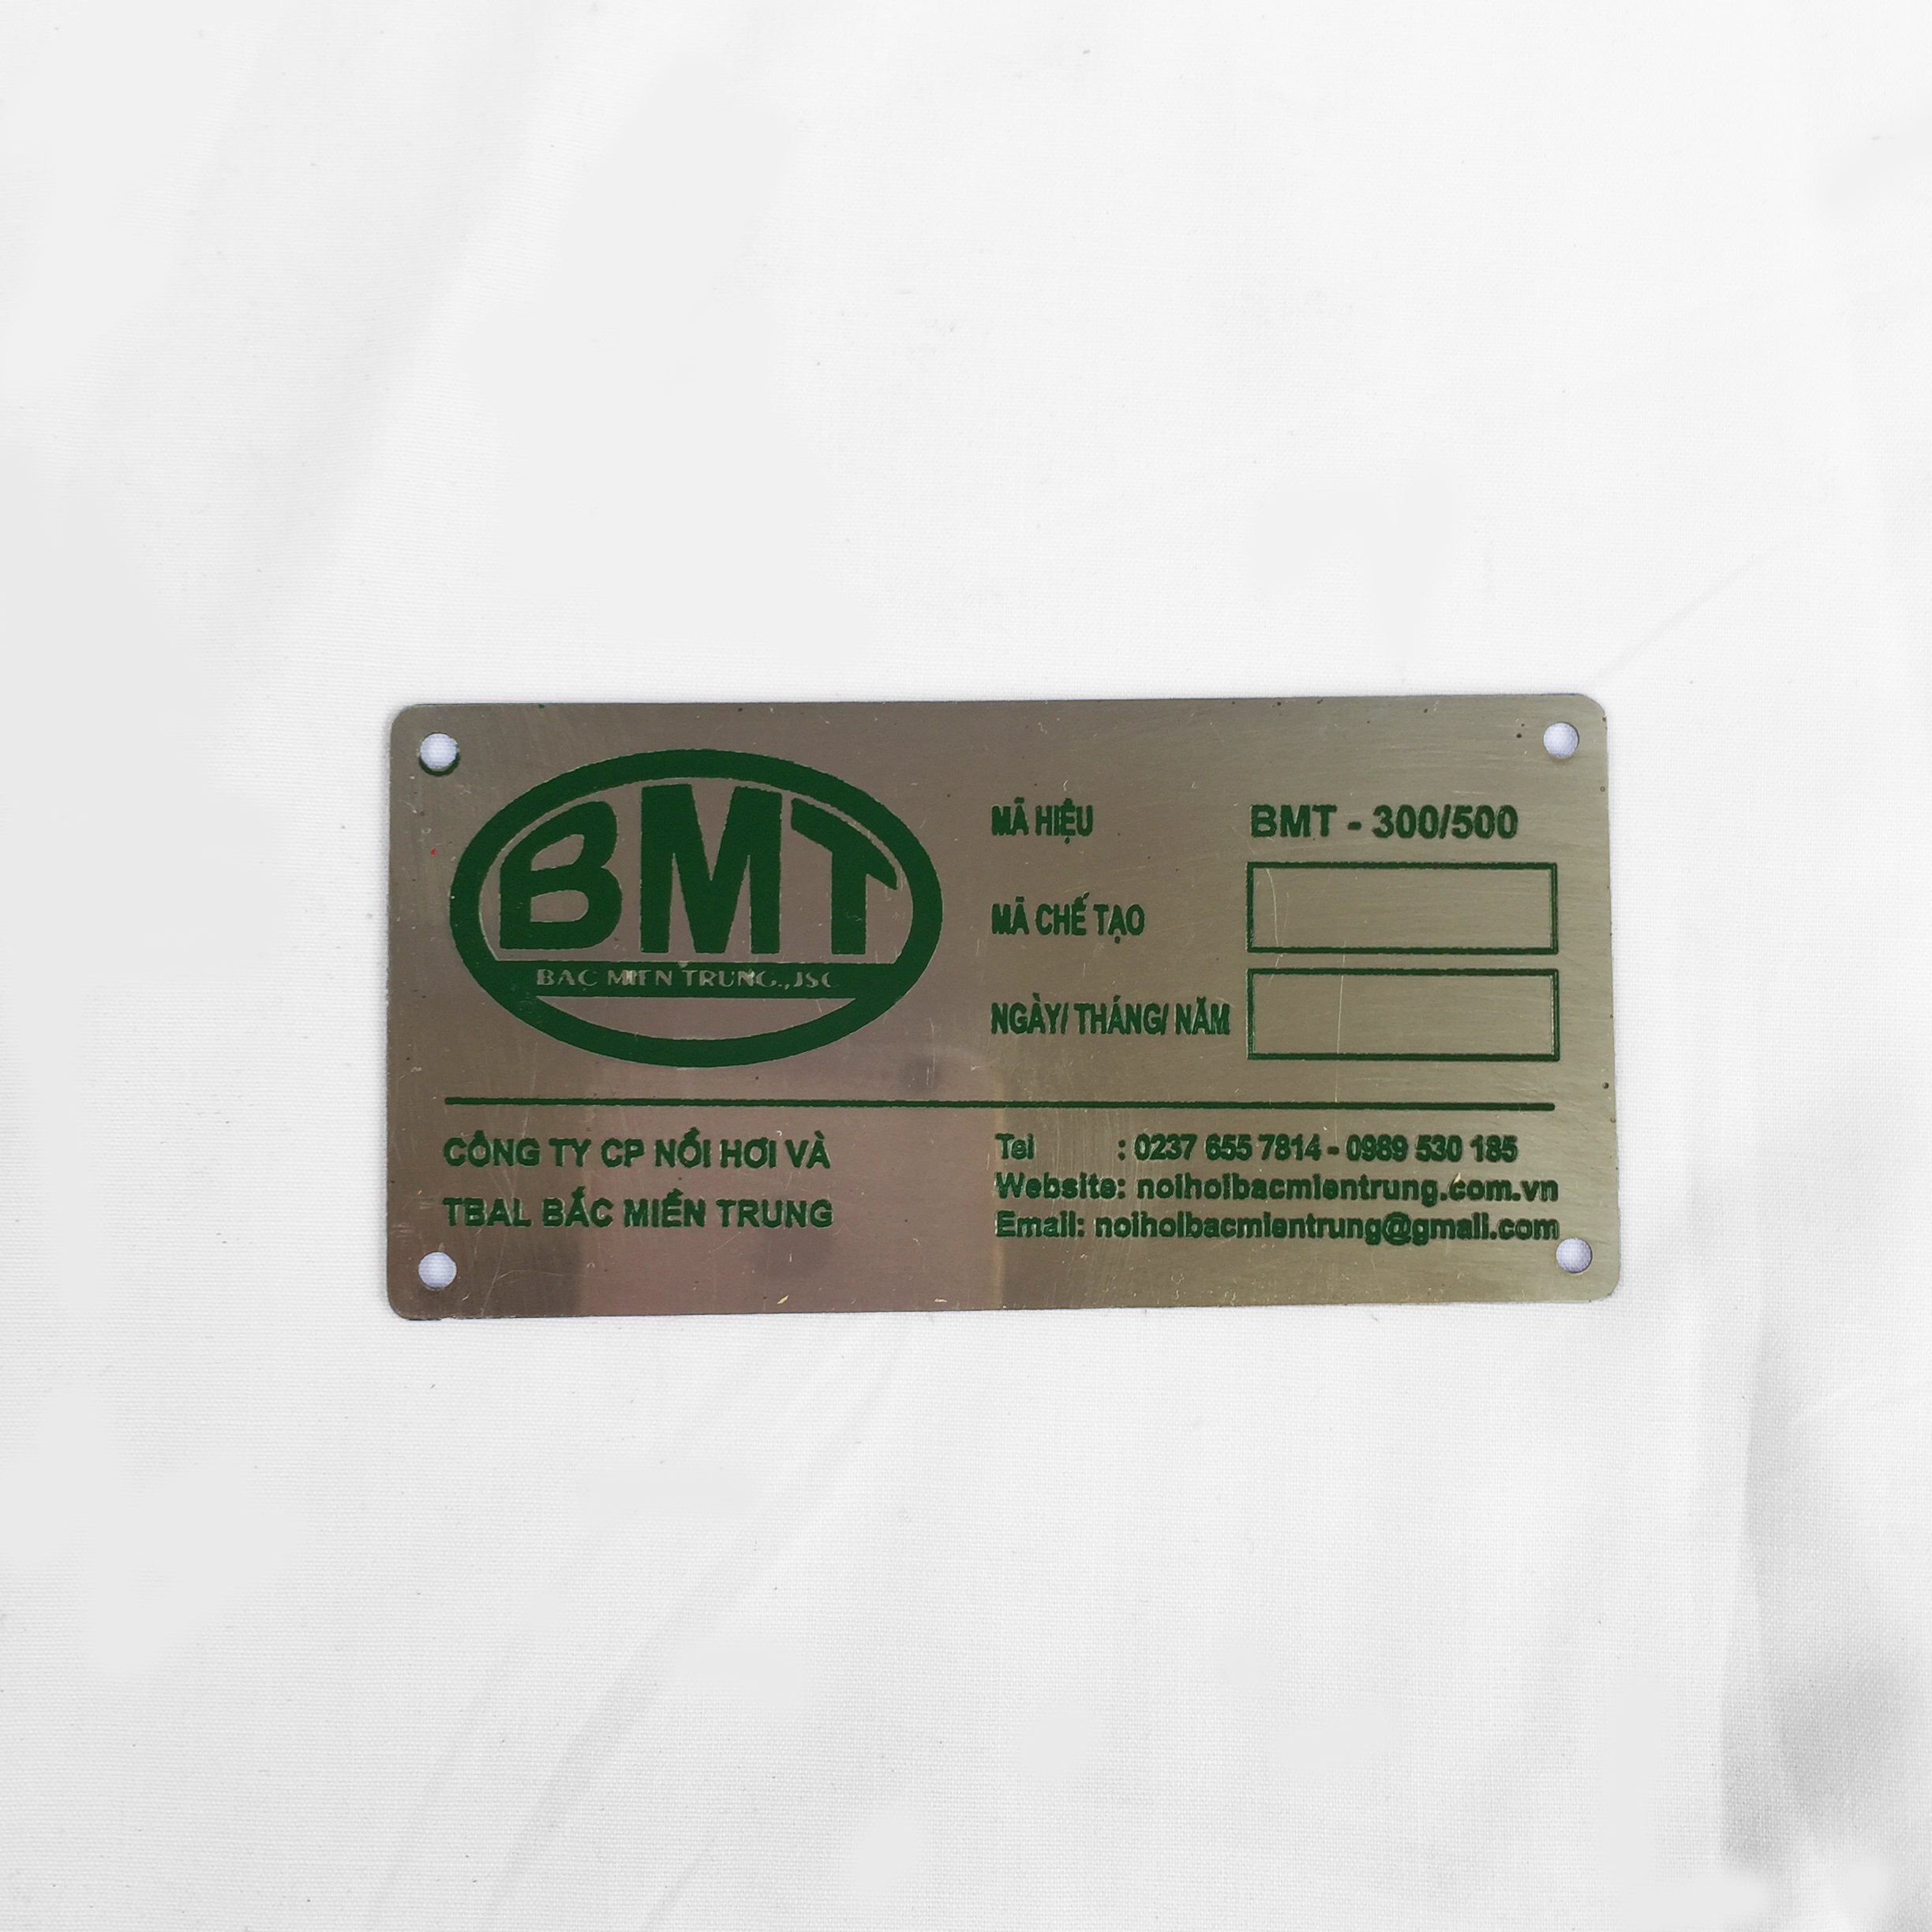 BMT
BẮC MIỀN TRUNG.,JSC
MÃ HIỆU BMT - 300/500
MÃ CHẾ TẠO
NGÀY/ THÁNG/ NĂM
CÔNG TY CP NỒI HƠI VÀ
TBAL BẮC MIỀN TRUNG
Tel : 0237 655 7814 - 0989 530 185
Website: noihoibacmientrung.com.vn
Email: noihoibacmientrung@gmail.com